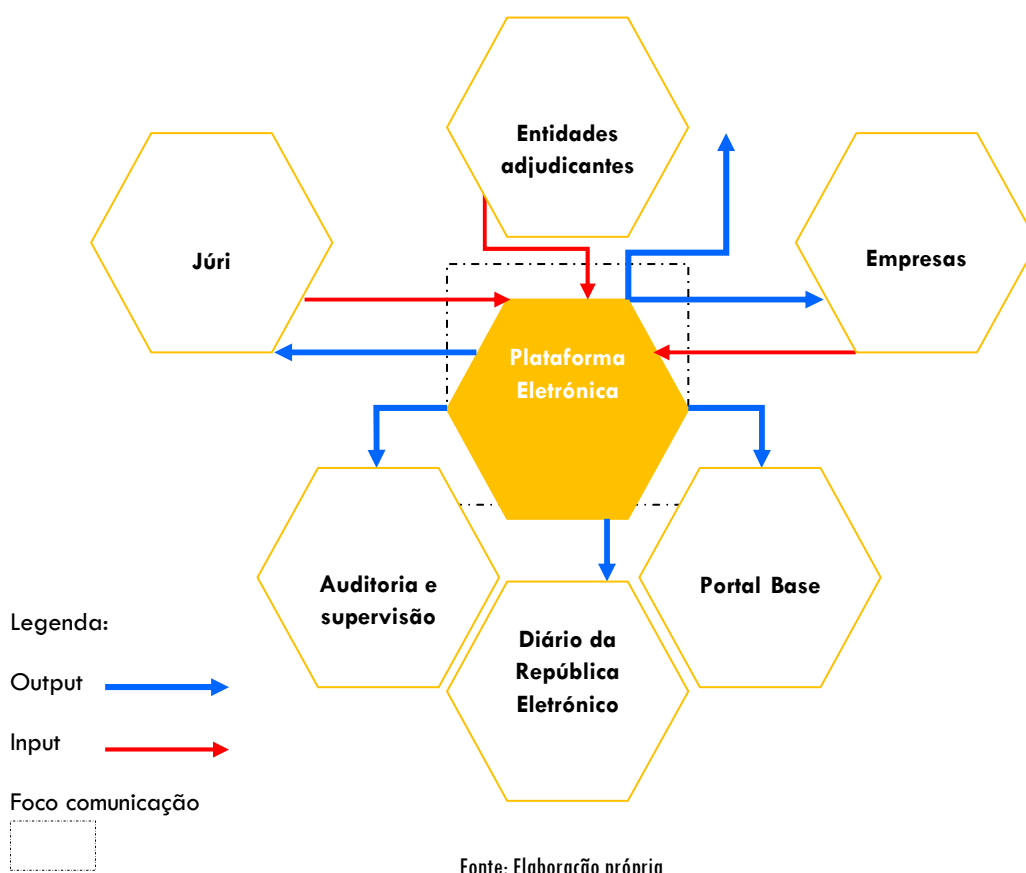 Entidades
adjudicantes
Júri
Empresas
Plataforma
Eletrónica
Auditoria e
supervisão
Portal Base
Diário da
República
Eletrónico
Legenda:
Output
Input
Foco comunicação
Fonte: Elaboração própria